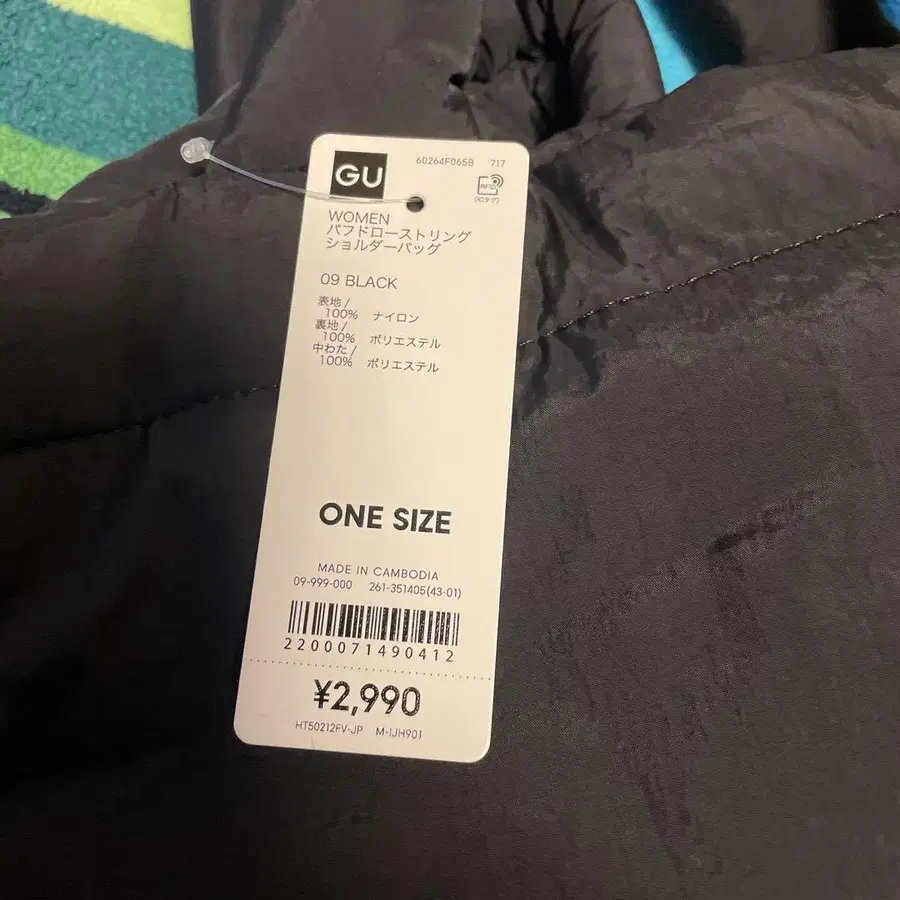 GU
60264F065B 717
RFID
(ICタグ)
WOMEN
パフドローストリング
ショルダーバッグ
09 BLACK
表地/
100% ナイロン
裏地/
100% ポリエステル
中わた/
100% ポリエステル
ONE SIZE
MADE IN CAMBODIA
09-999-000 261-351405(43-01)
2200071490412
¥2,990
HT50212FV-JP M-IJH901